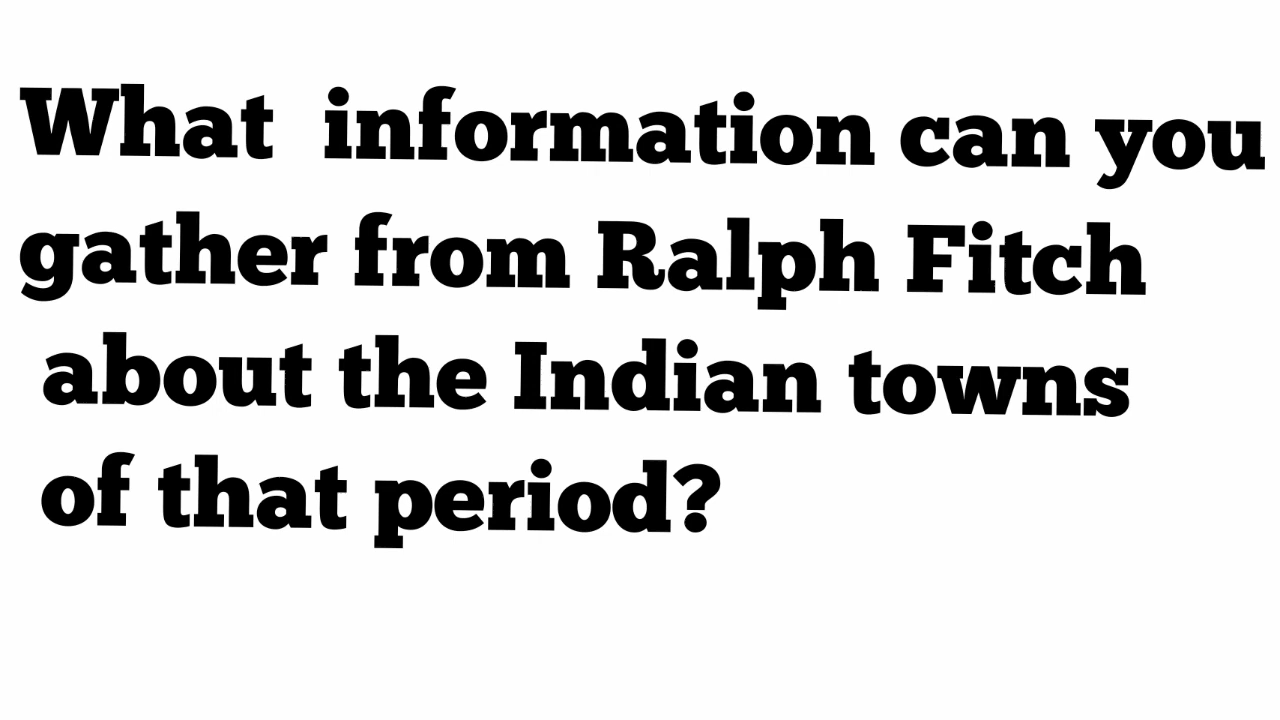 What information can you
gather from Ralph Fitch
about the Indian towns
of that period?